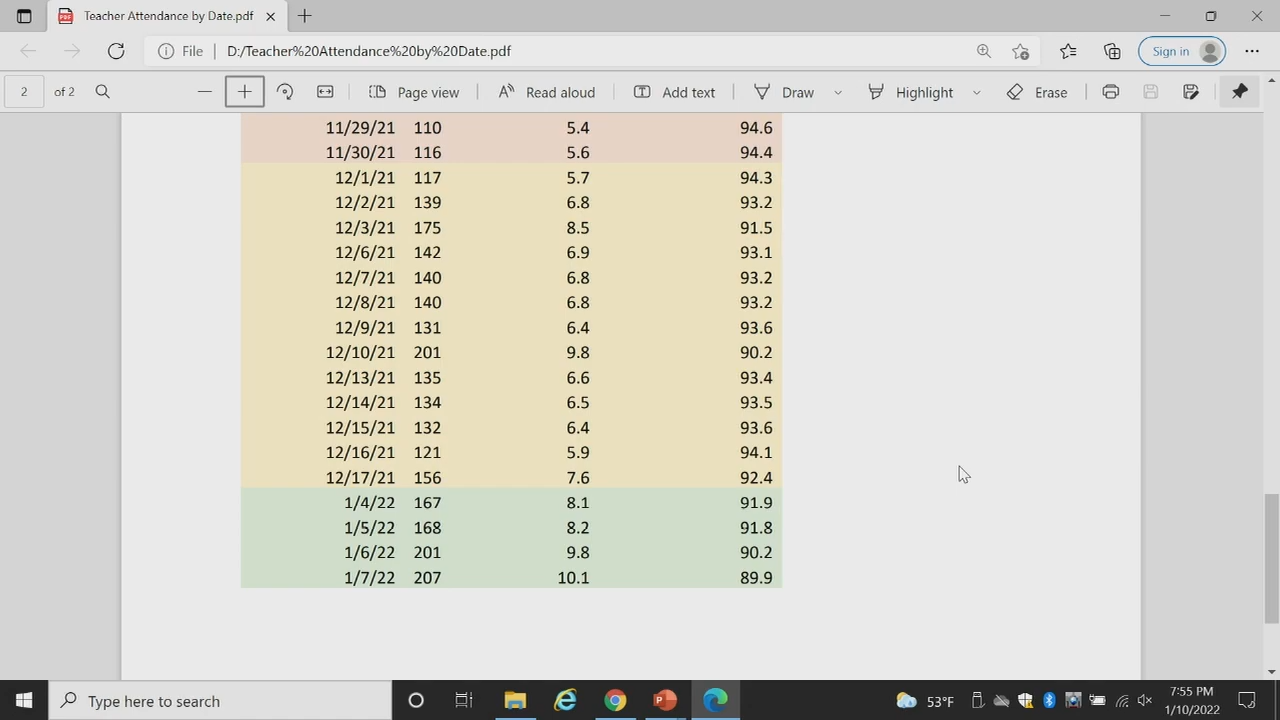 Teacher Attendance by Date.pdf
File D:/Teacher%20Attendance%20by%20Date.pdf Sign in
2 of 2 Page view Read aloud Add text Draw Highlight Erase
11/29/21 110 5.4 94.6
11/30/21 116 5.6 94.4
12/1/21 117 5.7 94.3
12/2/21 139 6.8 93.2
12/3/21 175 8.5 91.5
12/6/21 142 6.9 93.1
12/7/21 140 6.8 93.2
12/8/21 140 6.8 93.2
12/9/21 131 6.4 93.6
12/10/21 201 9.8 90.2
12/13/21 135 6.6 93.4
12/14/21 134 6.5 93.5
12/15/21 132 6.4 93.6
12/16/21 121 5.9 94.1
12/17/21 156 7.6 92.4
1/4/22 167 8.1 91.9
1/5/22 168 8.2 91.8
1/6/22 201 9.8 90.2
1/7/22 207 10.1 89.9
Type here to search 53°F 7:55 PM
1/10/2022